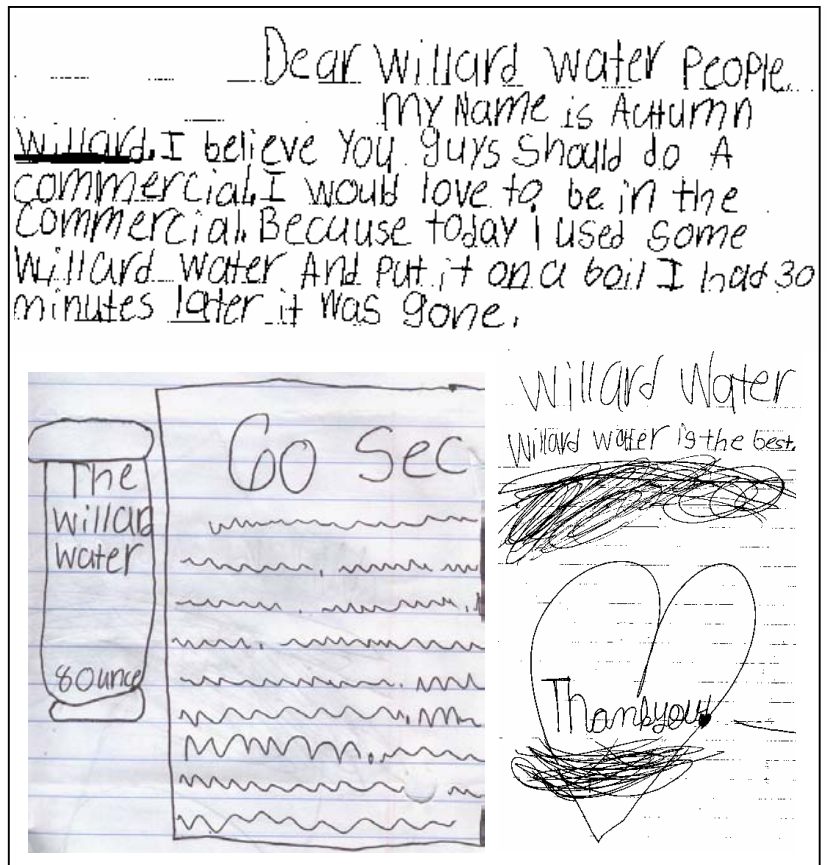 Dear Willard Water People
my Name is Autumn
Willard. I believe You guys Should do A
commercial. I would love to be in the
Commercial. Because today I used some
Willard water And put it on a boil I had 30
minutes later it was gone.
The
willard
water
8ounce
60 Sec
Willard Water
Willard water is the best.
Thankyou!